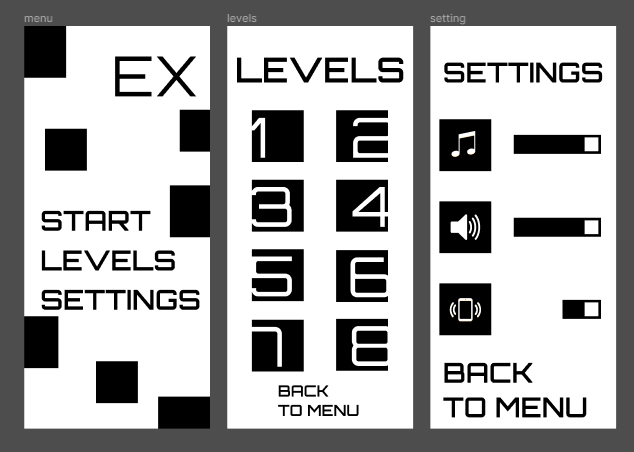 menu
EX
START
LEVELS
SETTINGS
levels
LEVELS
1 2
3 4
5 6
7 8
BACK
TO MENU
setting
SETTINGS
BACK
TO MENU